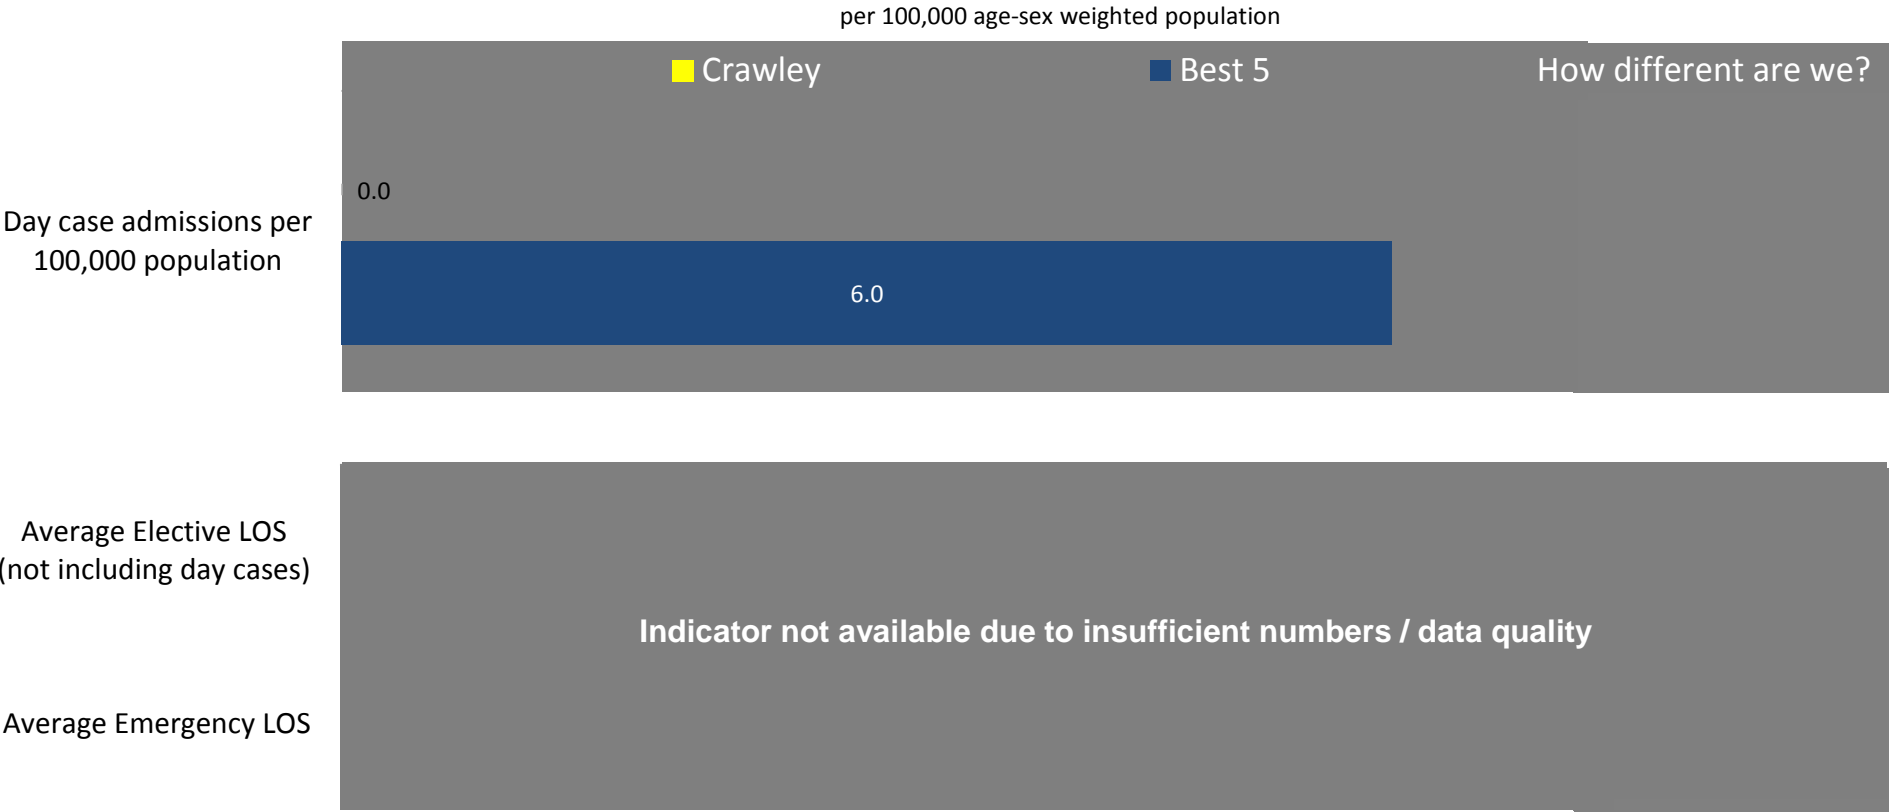 per 100,000 age-sex weighted population
Crawley Best 5 How different are we?
0.0
Day case admissions per
100,000 population
6.0
Average Elective LOS
(not including day cases)
Indicator not available due to insufficient numbers / data quality
Average Emergency LOS